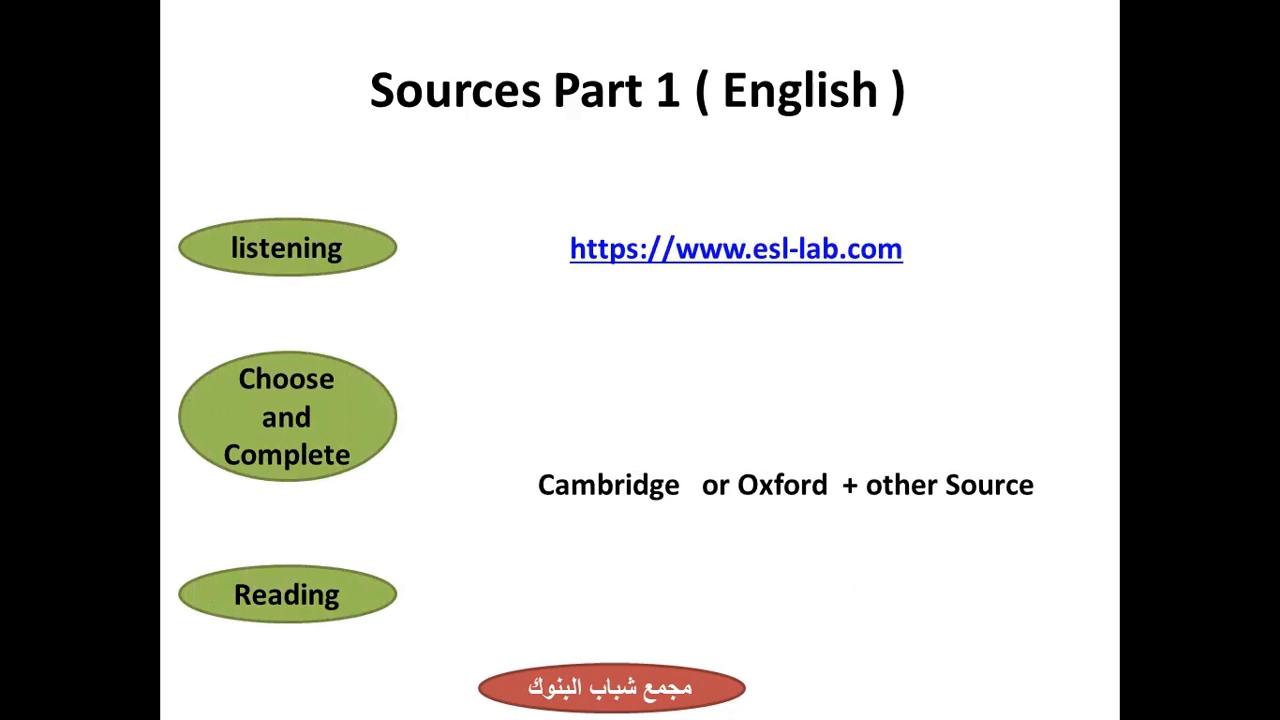 Sources Part 1 ( English )
listening
https://www.esl-lab.com
Choose
and
Complete
Cambridge or Oxford + other Source
Reading
مجمع شباب البنوك